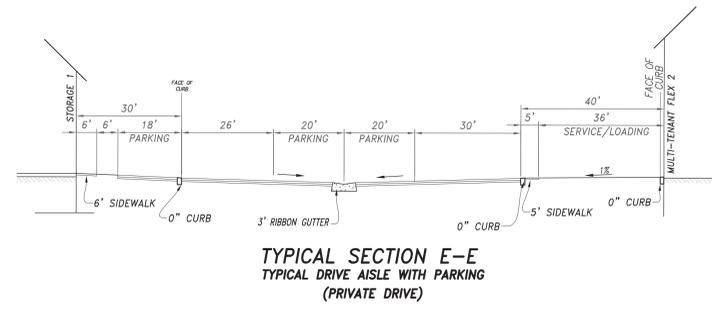 STORAGE 1
FACE OF
CURB
30'
6' 6' 18'
PARKING
26'
20'
PARKING
20'
PARKING
30'
40'
5' 36'
SERVICE/LOADING
FACE OF
CURB
MULTI-TENANT FLEX 2
1%
6' SIDEWALK
0" CURB
3' RIBBON GUTTER
0" CURB
5' SIDEWALK
0" CURB
TYPICAL SECTION E-E
TYPICAL DRIVE AISLE WITH PARKING
(PRIVATE DRIVE)